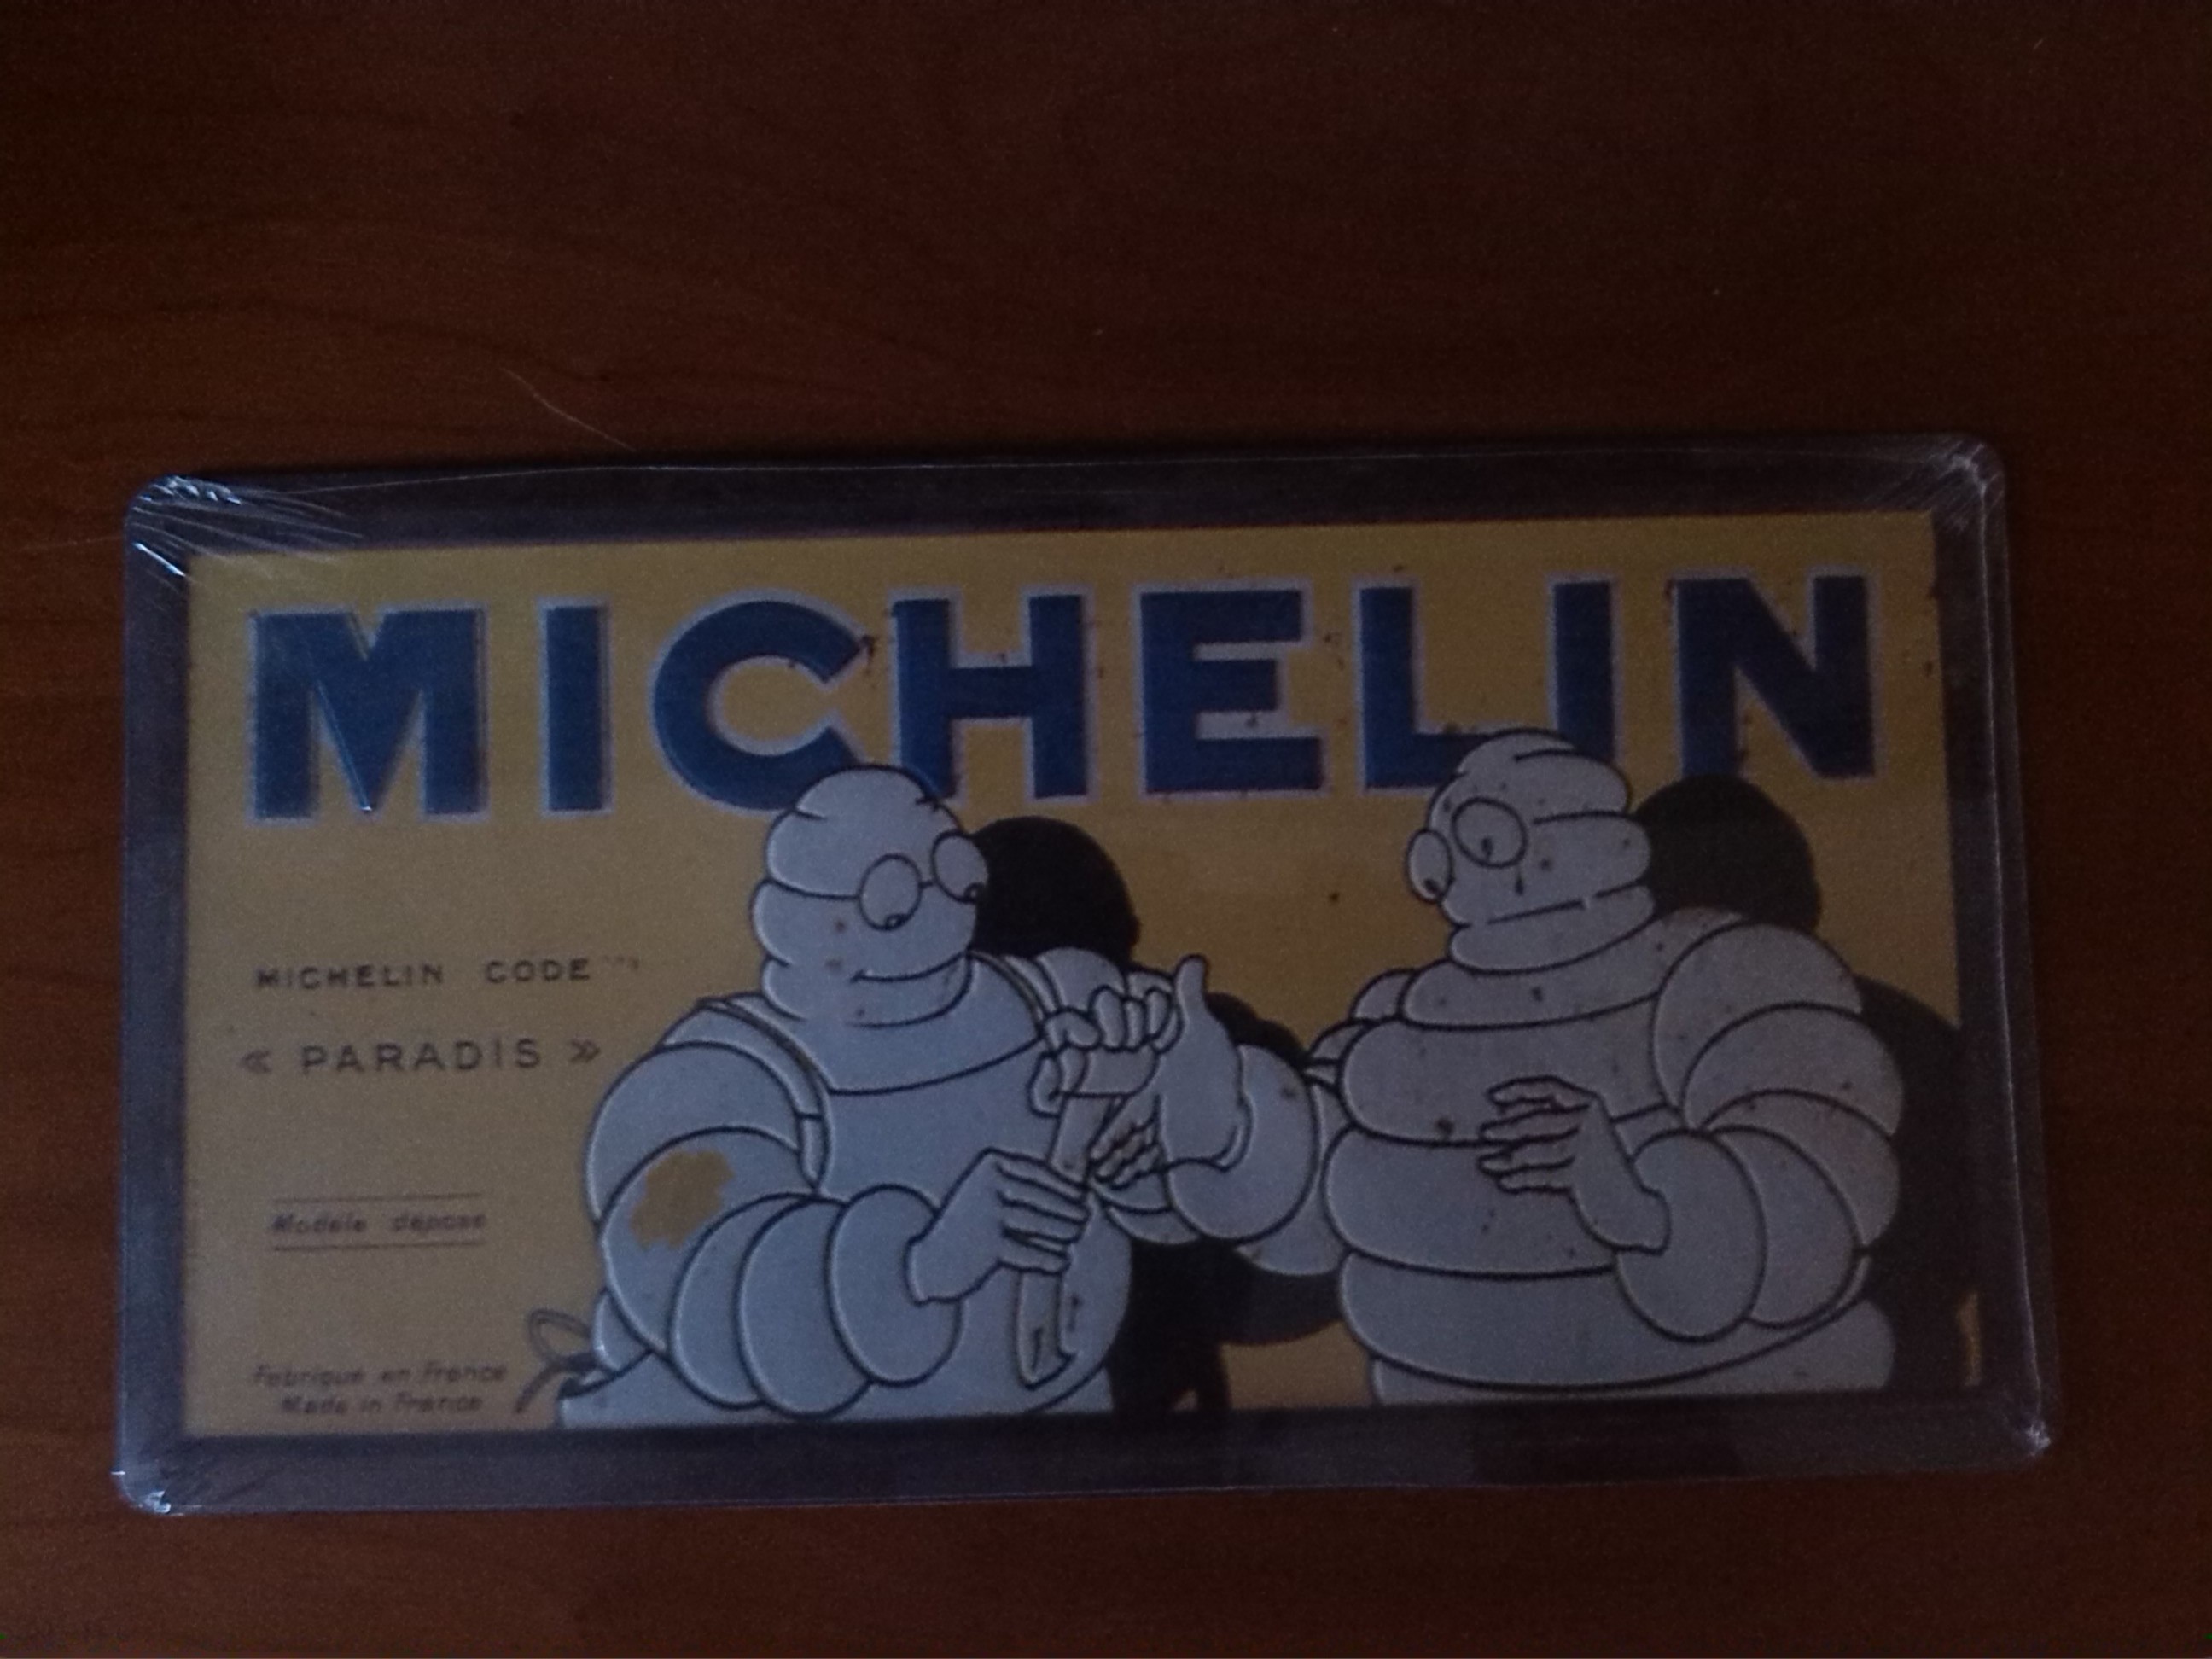 MICHELIN
MICHELIN CODE
« PARADIS »
Modèle déposé
Fabriqué en France
Made in France